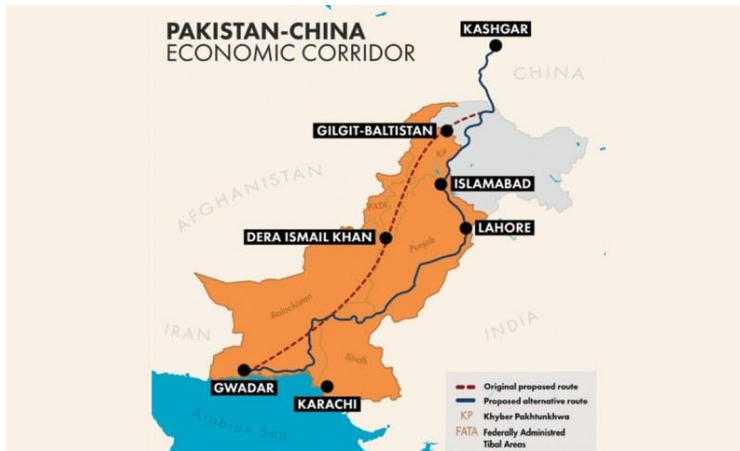 PAKISTAN-CHINA
ECONOMIC CORRIDOR
KASHGAR
CHINA
GILGIT-BALTISTAN
KP
ISLAMABAD
AFGHANISTAN
FATA
LAHORE
DERA ISMAIL KHAN
Punjab
Balochistan
IRAN
INDIA
Sindh
GWADAR
KARACHI
Arabian Sea
Original proposed route
Proposed alternative route
KP Khyber Pakhtunkhwa
FATA Federally Administred
Tibal Areas